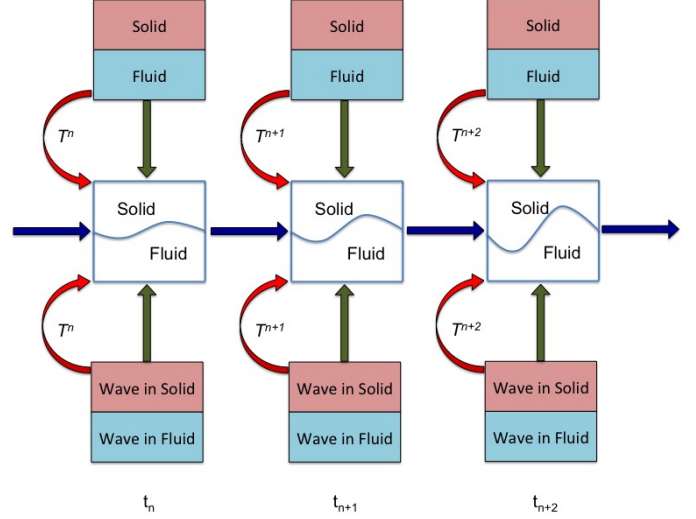 Solid Solid Solid
Fluid Fluid Fluid
Tⁿ Tⁿ⁺¹ Tⁿ⁺²
Solid Solid Solid
Fluid Fluid Fluid
Tⁿ Tⁿ⁺¹ Tⁿ⁺²
Wave in Solid Wave in Solid Wave in Solid
Wave in Fluid Wave in Fluid Wave in Fluid
tₙ tₙ₊₁ tₙ₊₂